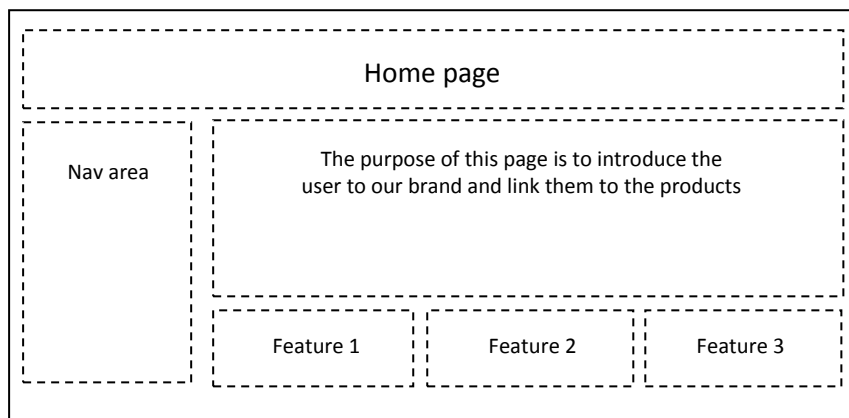 Home page
Nav area
The purpose of this page is to introduce the
user to our brand and link them to the products
Feature 1
Feature 2
Feature 3